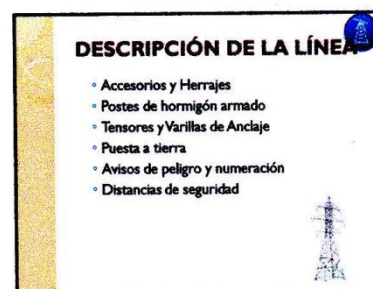 DESCRIPCIÓN DE LA LÍNEA
Accesorios y Herrajes
Postes de hormigón armado
Tensores y Varillas de Anclaje
Puesta a tierra
Avisos de peligro y numeración
Distancias de seguridad